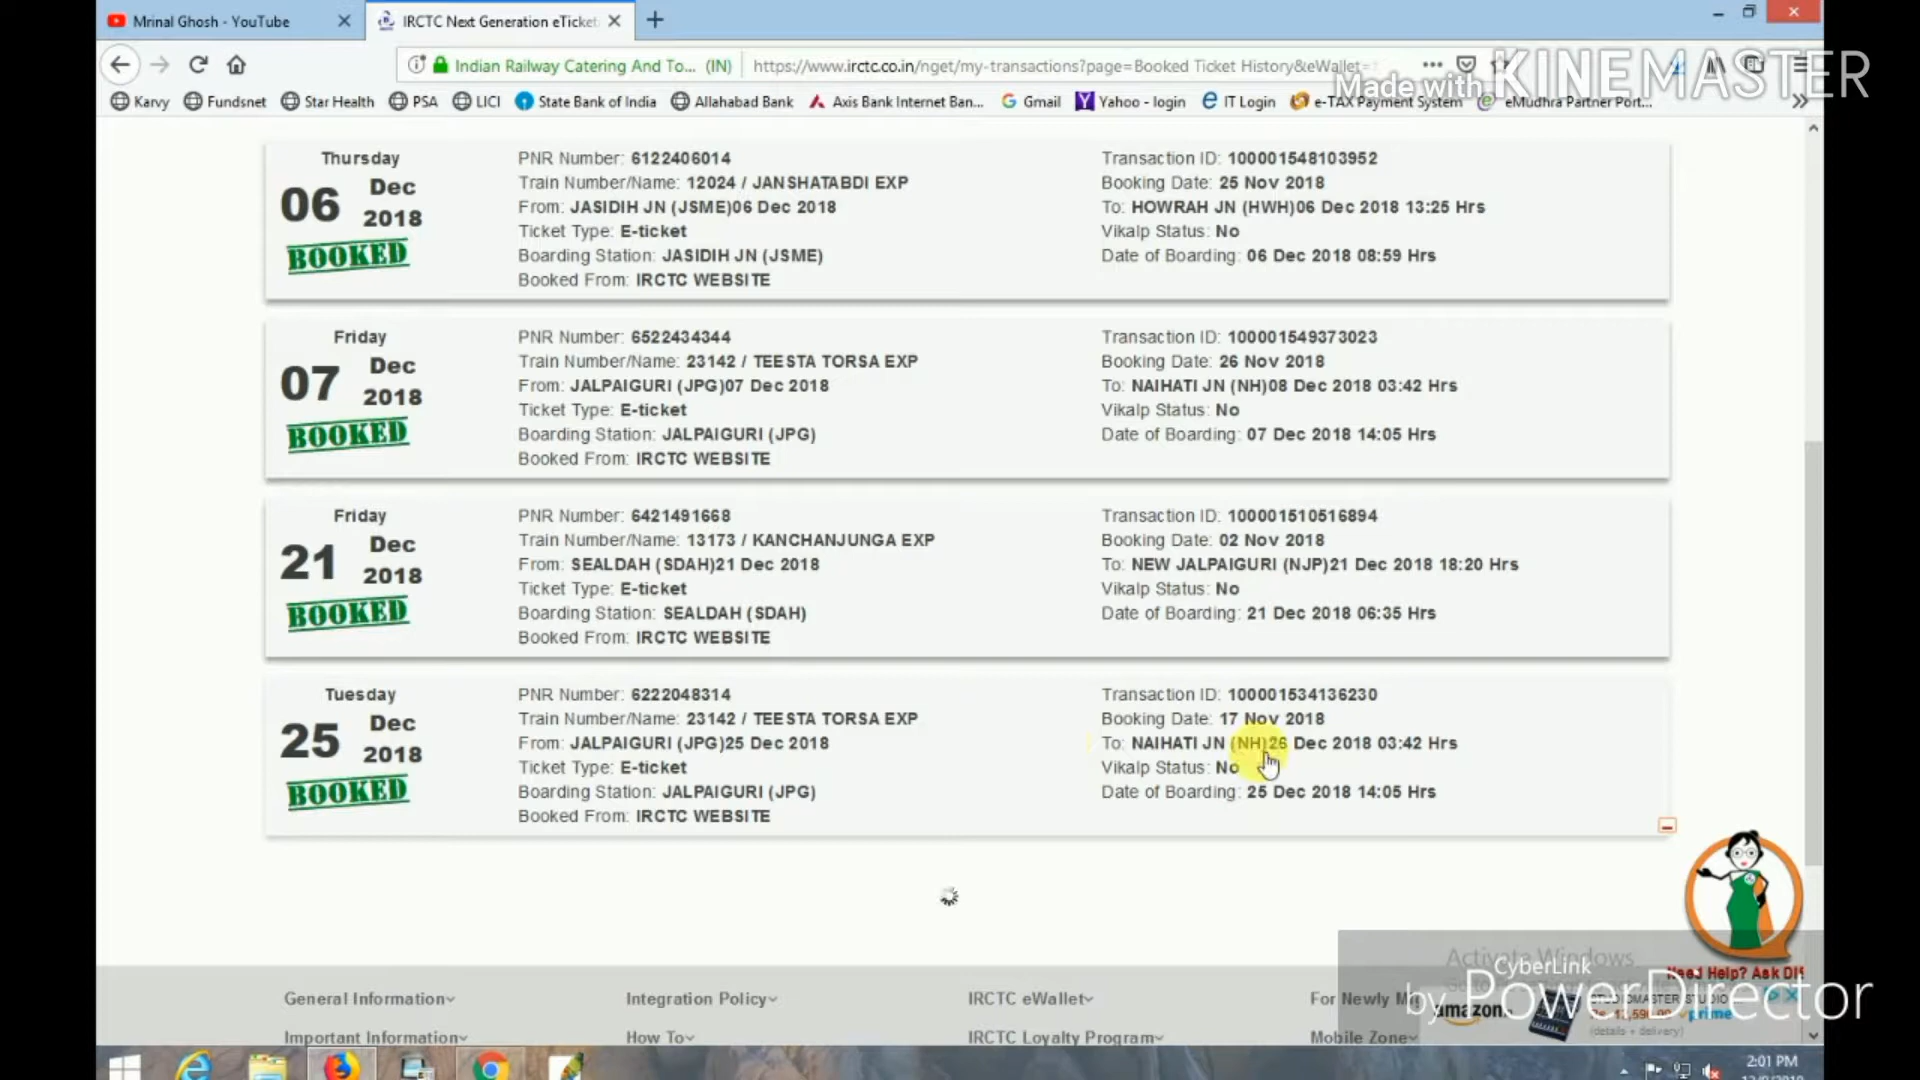 Mrinal Ghosh - YouTube
IRCTC Next Generation eTicket
Indian Railway Catering And To... (IN)
https://www.irctc.co.in/nget/my-transactions?page=Booked Ticket History&eWallet=
Made with KINEMASTER
Karvy Fundsnet Star Health PSA LICI State Bank of India Allahabad Bank Axis Bank Internet Ban... Gmail Yahoo - login IT Login e-TAX Payment System eMudhra Partner Port...
Thursday
06 Dec 2018
BOOKED
PNR Number: 6122406014
Train Number/Name: 12024 / JANSHATABDI EXP
From: JASIDIH JN (JSME)06 Dec 2018
Ticket Type: E-ticket
Boarding Station: JASIDIH JN (JSME)
Booked From: IRCTC WEBSITE
Transaction ID: 100001548103952
Booking Date: 25 Nov 2018
To: HOWRAH JN (HWH)06 Dec 2018 13:25 Hrs
Vikalp Status: No
Date of Boarding: 06 Dec 2018 08:59 Hrs
Friday
07 Dec 2018
BOOKED
PNR Number: 6522434344
Train Number/Name: 23142 / TEESTA TORSA EXP
From: JALPAIGURI (JPG)07 Dec 2018
Ticket Type: E-ticket
Boarding Station: JALPAIGURI (JPG)
Booked From: IRCTC WEBSITE
Transaction ID: 100001549373023
Booking Date: 26 Nov 2018
To: NAIHATI JN (NH)08 Dec 2018 03:42 Hrs
Vikalp Status: No
Date of Boarding: 07 Dec 2018 14:05 Hrs
Friday
21 Dec 2018
BOOKED
PNR Number: 6421491668
Train Number/Name: 13173 / KANCHANJUNGA EXP
From: SEALDAH (SDAH)21 Dec 2018
Ticket Type: E-ticket
Boarding Station: SEALDAH (SDAH)
Booked From: IRCTC WEBSITE
Transaction ID: 100001510516894
Booking Date: 02 Nov 2018
To: NEW JALPAIGURI (NJP)21 Dec 2018 18:20 Hrs
Vikalp Status: No
Date of Boarding: 21 Dec 2018 06:35 Hrs
Tuesday
25 Dec 2018
BOOKED
PNR Number: 6222048314
Train Number/Name: 23142 / TEESTA TORSA EXP
From: JALPAIGURI (JPG)25 Dec 2018
Ticket Type: E-ticket
Boarding Station: JALPAIGURI (JPG)
Booked From: IRCTC WEBSITE
Transaction ID: 100001534136230
Booking Date: 17 Nov 2018
To: NAIHATI JN (NH)26 Dec 2018 03:42 Hrs
Vikalp Status: No
Date of Boarding: 25 Dec 2018 14:05 Hrs
Activate Windows
Need Help? Ask DI
CyberLink
by PowerDirector
General Information Integration Policy IRCTC eWallet For Newly
amazon prime
(details + delivery)
Important Information How To IRCTC Loyalty Program Mobile Zone
2:01 PM